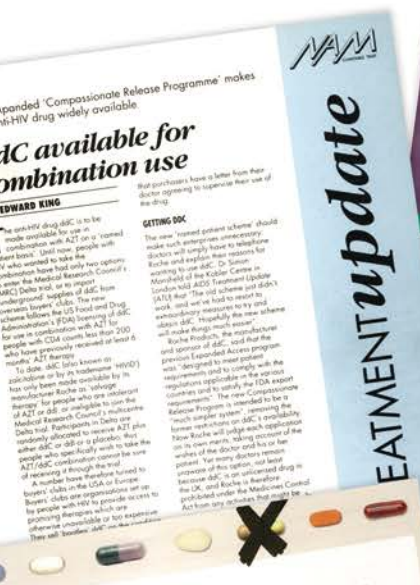 NAM
EATMENT update
xpanded 'Compassionate Release Programme' makes
nti-HIV drug widely available
dC available for
ombination use
EDWARD KING
he anti-HIV drug ddC is to be
made available for use in
combination with AZT on a 'named
tient basis'. Until now, people with
V who wanted to take the
ombination have had only two options
enter the Medical Research Council's
MRC) Delta trial, or to import
underground' supplies of ddC from
overseas buyers' clubs. The new
scheme follows the US Food and Drug
Administration's (FDA) licensing of ddC
for use in combination with AZT for
people with CD4 counts less than 200
who have previously received at least 6
months' AZT therapy.
To date, ddC (also known as
zalcitabine or by its tradename 'HIVID')
has only been made available by its
manufacturer Roche as 'salvage
therapy' for people who are intolerant
of AZT or ddI, or ineligible to join the
Medical Research Council's multicentre
Delta trial. Participants in Delta are
randomly allocated to receive AZT plus
either ddC or ddI or a placebo, thus
people who specifically wish to take the
AZT/ddC combination cannot be sure
of receiving it through the trial.
A number have therefore turned to
buyers' clubs in the USA or Europe.
Buyers' clubs are organisations set up
by people with HIV to provide access to
promising therapies which are
otherwise unavailable or too expensive
They sell 'bootleg' ddC on the condition
that purchasers have a letter from their
doctor agreeing to supervise their use of
the drug.
GETTING DDC
The new 'named patient scheme' should
make such enterprises unnecessary:
doctors will simply have to telephone
Roche and explain their reasons for
wanting to use ddC. Dr Simon
Mansfield of the Kobler Centre in
London told AIDS Treatment Update
(ATU) that "The old scheme just didn't
work, and we've had to resort to
extraordinary measures to try and
obtain ddC. Hopefully the new scheme
will make things much easier".
Roche Products, the manufacturer
and sponsor of ddC, said that the
previous Expanded Access program
was "designed to meet patient
requirements and to comply with the
regulations applicable in the various
countries and to satisfy the FDA export
requirements". The new Compassionate
Release Program is intended to be a
"much simpler system", removing the
former restrictions on ddC's availability.
Now Roche will judge each application
on its own merits, taking account of the
wishes of the doctor and his or her
patient. Yet many doctors remain
unaware of this option, not least
because ddC is an unlicensed drug in
the UK, and Roche is therefore
prohibited under the Medicines Control
Act from any activities that might be